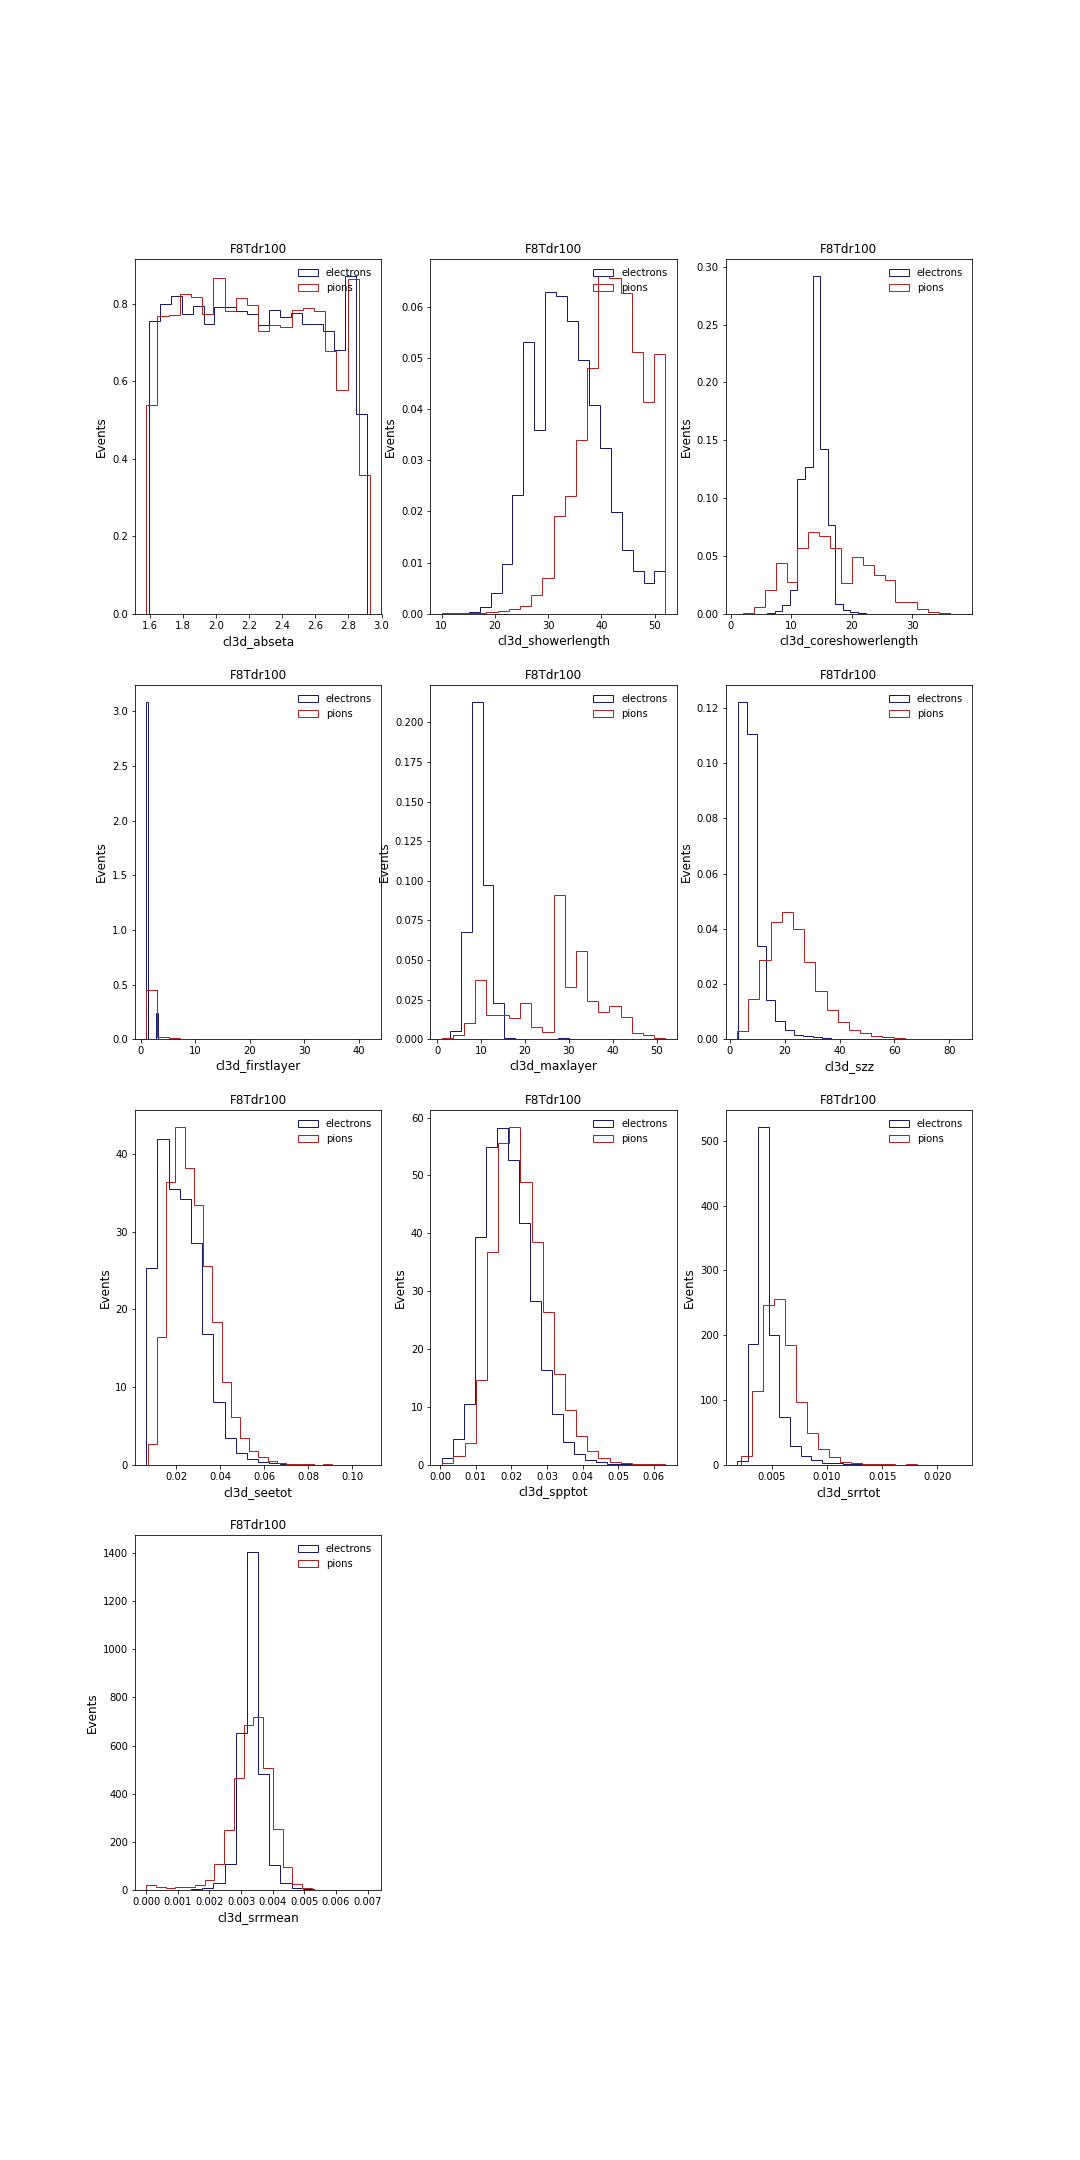 F8Tdr100
electrons
pions
Events
0.0
0.2
0.4
0.6
0.8
1.6 1.8 2.0 2.2 2.4 2.6 2.8 3.0
cl3d_abseta
F8Tdr100
electrons
pions
Events
0.00
0.01
0.02
0.03
0.04
0.05
0.06
10 20 30 40 50
cl3d_showerlength
F8Tdr100
electrons
pions
Events
0.00
0.05
0.10
0.15
0.20
0.25
0.30
0 10 20 30
cl3d_coreshowerlength
F8Tdr100
electrons
pions
Events
0.0
0.5
1.0
1.5
2.0
2.5
3.0
0 10 20 30 40
cl3d_firstlayer
F8Tdr100
electrons
pions
Events
0.000
0.025
0.050
0.075
0.100
0.125
0.150
0.175
0.200
0 10 20 30 40 50
cl3d_maxlayer
F8Tdr100
electrons
pions
Events
0.00
0.02
0.04
0.06
0.08
0.10
0.12
0 20 40 60 80
cl3d_szz
F8Tdr100
electrons
pions
Events
0
10
20
30
40
0.02 0.04 0.06 0.08 0.10
cl3d_seetot
F8Tdr100
electrons
pions
Events
0
10
20
30
40
50
60
0.00 0.01 0.02 0.03 0.04 0.05 0.06
cl3d_spptot
F8Tdr100
electrons
pions
Events
0
100
200
300
400
500
0.005 0.010 0.015 0.020
cl3d_srrtot
F8Tdr100
electrons
pions
Events
0
200
400
600
800
1000
1200
1400
0.000 0.001 0.002 0.003 0.004 0.005 0.006 0.007
cl3d_srrmean